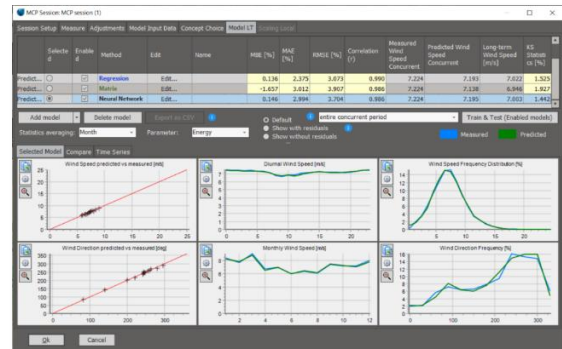 MCP Session: MCP session (1)
Session Setup Measure Adjustments Model Input Data Concept Choice Model LT Scaling Local
Selected Enabled Method Edit Name MBE [%] MAE [%] RMSE [%] Correlation (r) Measured Wind Speed Concurrent Predicted Wind Speed Concurrent Long-term Wind Speed [m/s] KS Statistics [%]
Predict... Regression Edit... 0.136 2.375 3.073 0.990 7.224 7.193 7.022 1.525
Predict... Matrix Edit... -1.657 3.012 3.907 0.986 7.224 7.138 6.946 1.927
Predict... Neural Network Edit... 0.146 2.894 3.704 0.986 7.224 7.195 7.003 1.442
Add model Delete model Export as CSV Default entire concurrent period Train & Test (Enabled models)
Statistics averaging: Month Parameter: Energy Show with residuals Measured Predicted
Show without residuals
Selected Model Compare Time Series
Wind Speed predicted vs measured [m/s] Diurnal Wind Speed [m/s] Wind Speed Frequency Distribution [%]
Wind Direction predicted vs measured [deg] Monthly Wind Speed [m/s] Wind Direction Frequency [%]
Ok Cancel